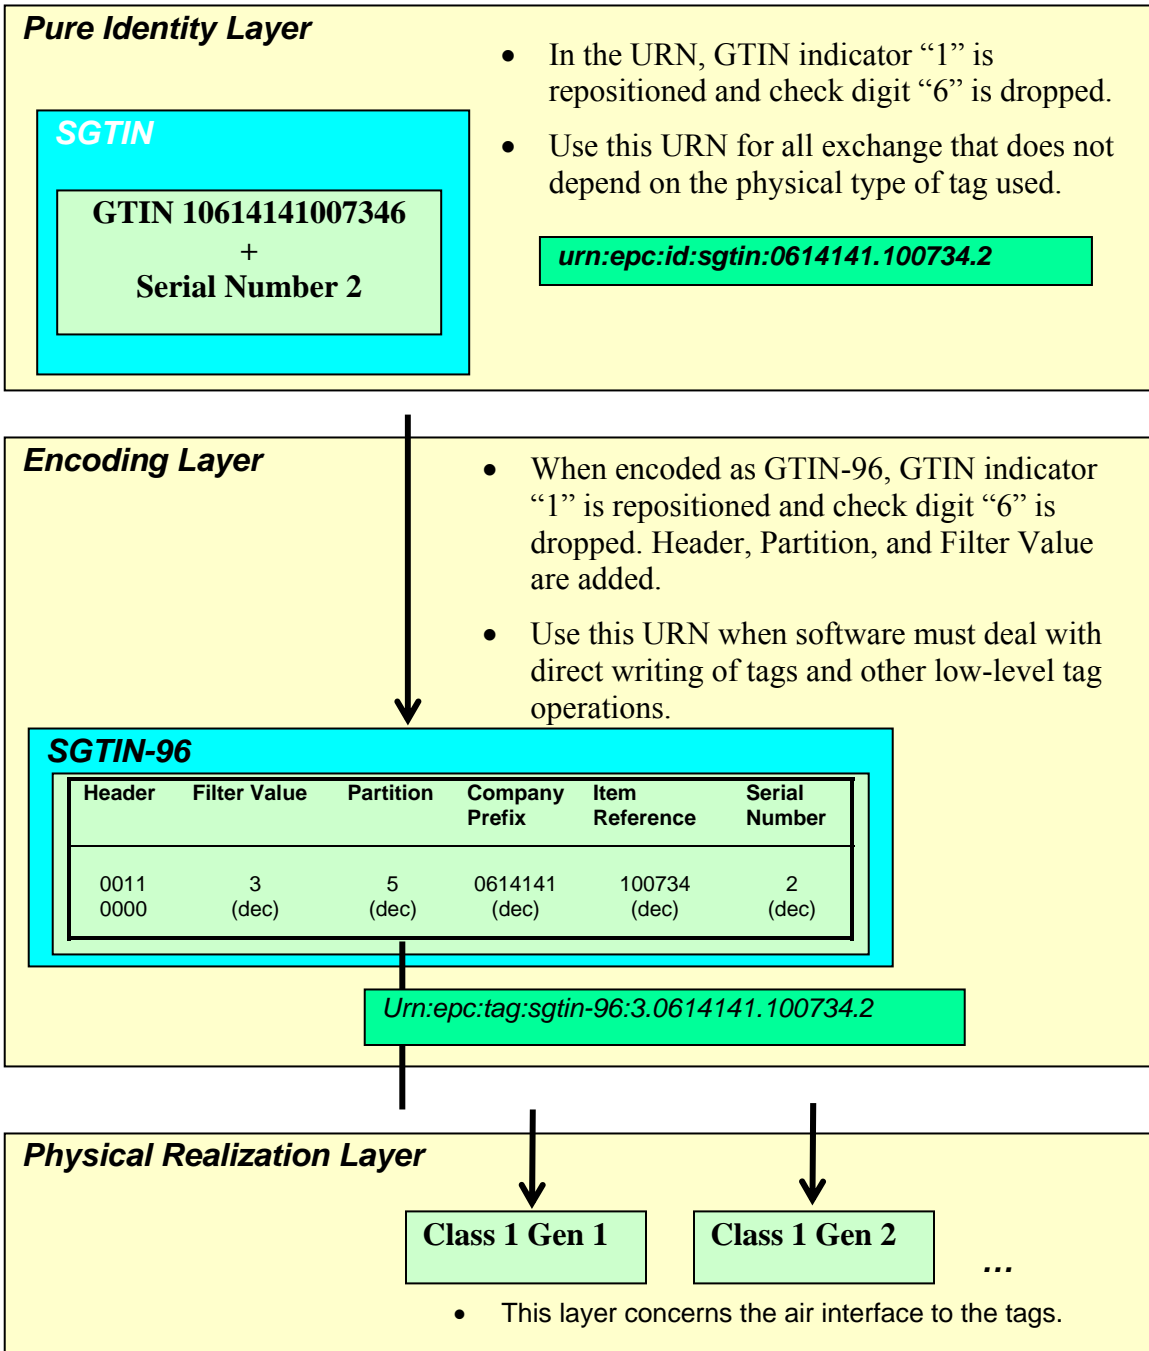 Pure Identity Layer
• In the URN, GTIN indicator “1” is
repositioned and check digit “6” is dropped.
• Use this URN for all exchange that does not
depend on the physical type of tag used.
SGTIN
GTIN 10614141007346
+
Serial Number 2
urn:epc:id:sgtin:0614141.100734.2
Encoding Layer
• When encoded as GTIN-96, GTIN indicator
“1” is repositioned and check digit “6” is
dropped. Header, Partition, and Filter Value
are added.
• Use this URN when software must deal with
direct writing of tags and other low-level tag
operations.
SGTIN-96
Header Filter Value Partition Company Item Serial
Prefix Reference Number
0011 3 5 0614141 100734 2
0000 (dec) (dec) (dec) (dec) (dec)
Urn:epc:tag:sgtin-96:3.0614141.100734.2
Physical Realization Layer
Class 1 Gen 1 Class 1 Gen 2 ...
• This layer concerns the air interface to the tags.